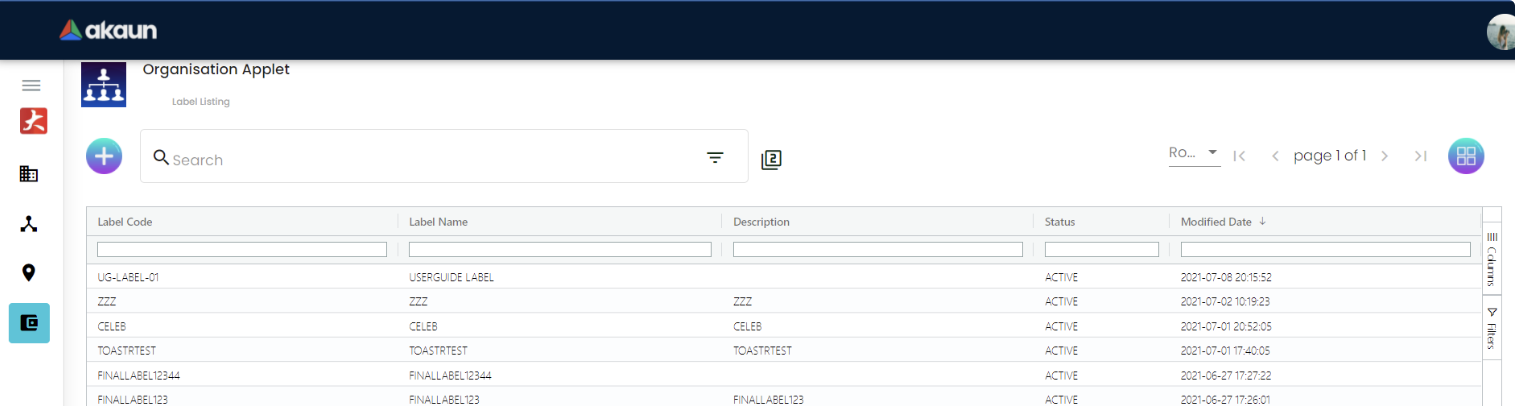 akaun
Organisation Applet
Label Listing
Search
2
Ro...
page 1 of 1
Label Code Label Name Description Status Modified Date
UG-LABEL-01 USERGUIDE LABEL ACTIVE 2021-07-08 20:15:52
ZZZ ZZZ ZZZ ACTIVE 2021-07-02 10:19:23
CELEB CELEB CELEB ACTIVE 2021-07-01 20:52:05
TOASTRTEST TOASTRTEST TOASTRTEST ACTIVE 2021-07-01 17:40:05
FINALLABEL12344 FINALLABEL12344 ACTIVE 2021-06-27 17:27:22
FINALLABEL123 FINALLABEL123 FINALLABEL123 ACTIVE 2021-06-27 17:26:01
Columns
Filters